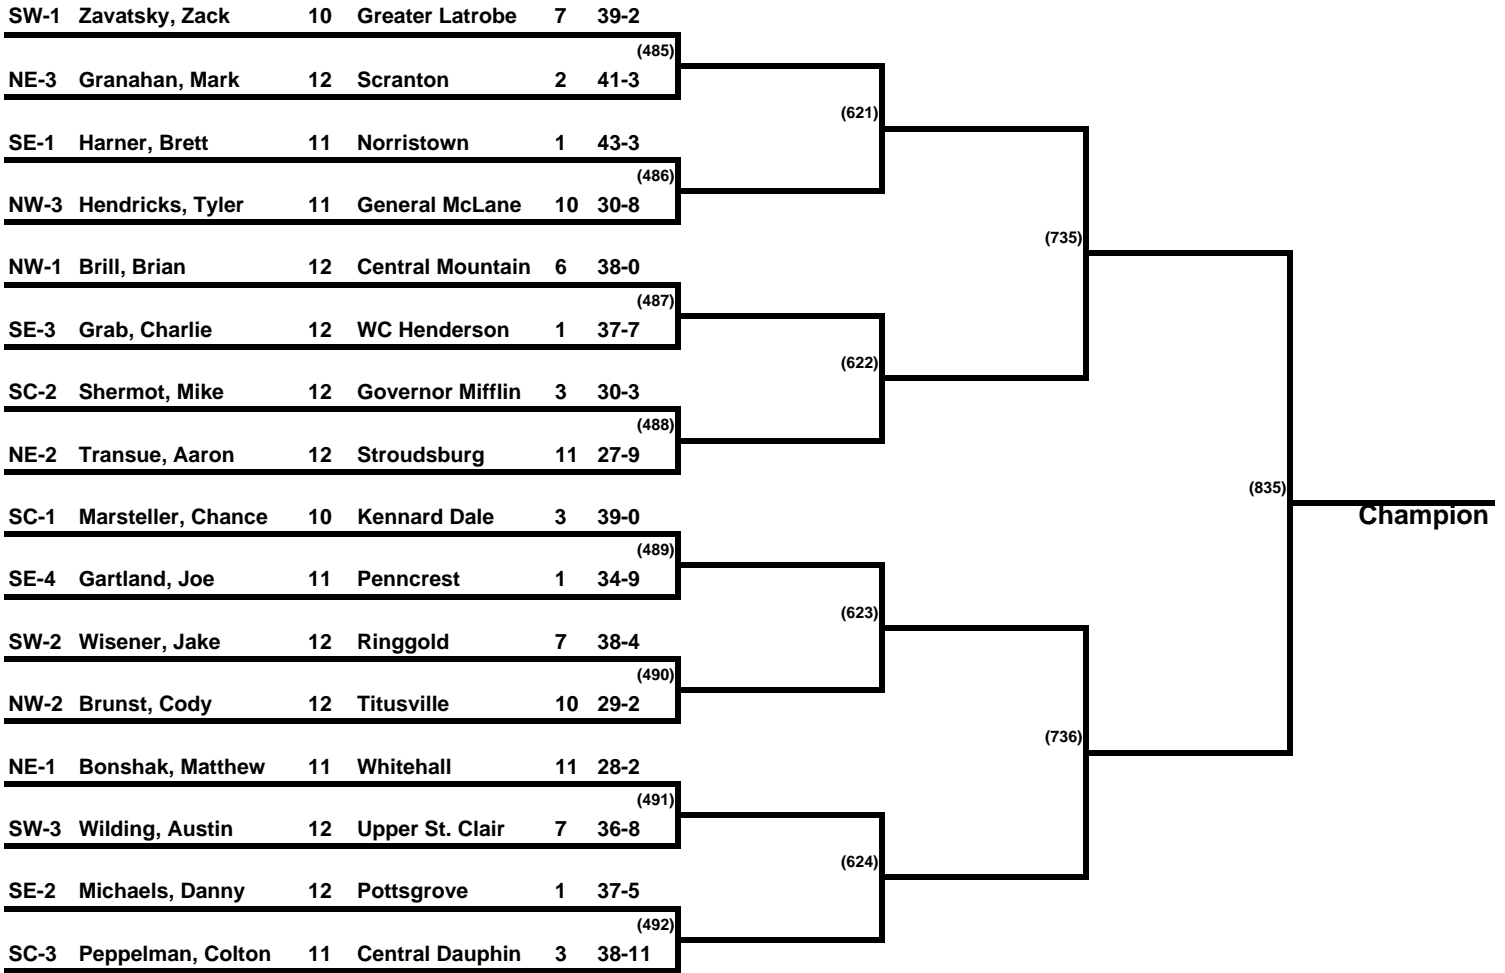 SW-1 Zavatsky, Zack 10 Greater Latrobe 7 39-2
(485)
NE-3 Granahan, Mark 12 Scranton 2 41-3
(621)
SE-1 Harner, Brett 11 Norristown 1 43-3
(486)
NW-3 Hendricks, Tyler 11 General McLane 10 30-8
(735)
NW-1 Brill, Brian 12 Central Mountain 6 38-0
(487)
SE-3 Grab, Charlie 12 WC Henderson 1 37-7
(622)
SC-2 Shermot, Mike 12 Governor Mifflin 3 30-3
(488)
NE-2 Transue, Aaron 12 Stroudsburg 11 27-9
(835)
SC-1 Marsteller, Chance 10 Kennard Dale 3 39-0
Champion
(489)
SE-4 Gartland, Joe 11 Penncrest 1 34-9
(623)
SW-2 Wisener, Jake 12 Ringgold 7 38-4
(490)
NW-2 Brunst, Cody 12 Titusville 10 29-2
(736)
NE-1 Bonshak, Matthew 11 Whitehall 11 28-2
(491)
SW-3 Wilding, Austin 12 Upper St. Clair 7 36-8
(624)
SE-2 Michaels, Danny 12 Pottsgrove 1 37-5
(492)
SC-3 Peppelman, Colton 11 Central Dauphin 3 38-11